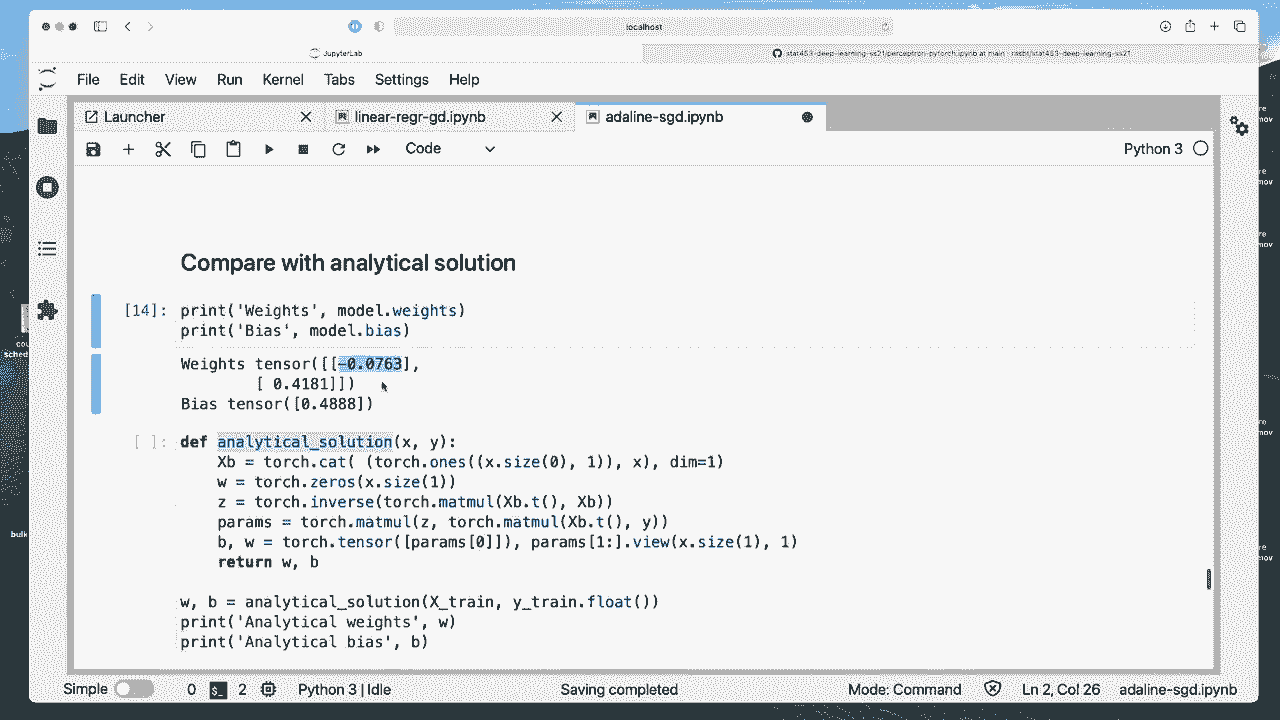 localhost
JupyterLab
stat453-deep-learning-ss21/perceptron-pytorch.ipynb at main · rasbt/stat453-deep-learning-ss21
File Edit View Run Kernel Tabs Settings Help
Launcher linear-regr-gd.ipynb adaline-sgd.ipynb
Code Python 3
Compare with analytical solution
[14]: print('Weights', model.weights)
print('Bias', model.bias)
Weights tensor([[-0.0763],
[ 0.4181]])
Bias tensor([0.4888])
[ ]: def analytical_solution(x, y):
Xb = torch.cat( (torch.ones((x.size(0), 1)), x), dim=1)
w = torch.zeros(x.size(1))
z = torch.inverse(torch.matmul(Xb.t(), Xb))
params = torch.matmul(z, torch.matmul(Xb.t(), y))
b, w = torch.tensor([params[0]]), params[1:].view(x.size(1), 1)
return w, b
w, b = analytical_solution(X_train, y_train.float())
print('Analytical weights', w)
print('Analytical bias', b)
Simple 0 2 Python 3 | Idle Saving completed Mode: Command Ln 2, Col 26 adaline-sgd.ipynb